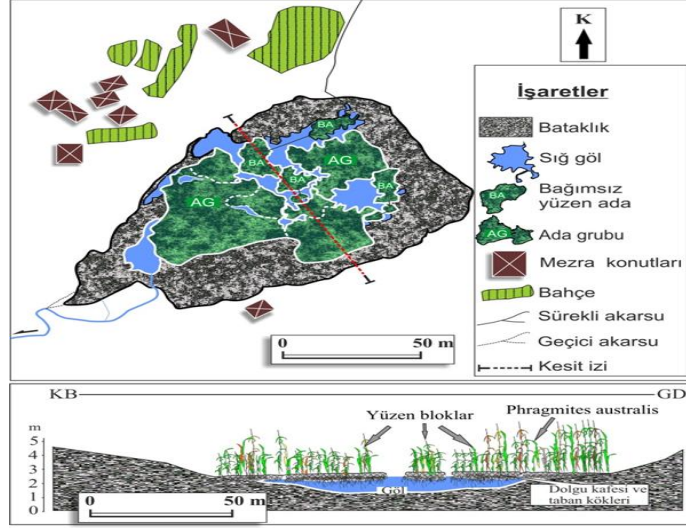 K
İşaretler
Bataklık
Sığ göl
BA
Bağımsız
yüzen ada
AG
Ada grubu
Mezra konutları
Bahçe
Sürekli akarsu
Geçici akarsu
Kesit izi
BA
BA
AG
BA
BA
AG
0 50 m
KB GD
m
5
4
3
2
1
0
Yüzen bloklar
Phragmites australis
Göl
Dolgu kafesi ve
taban kökleri
0 50 m